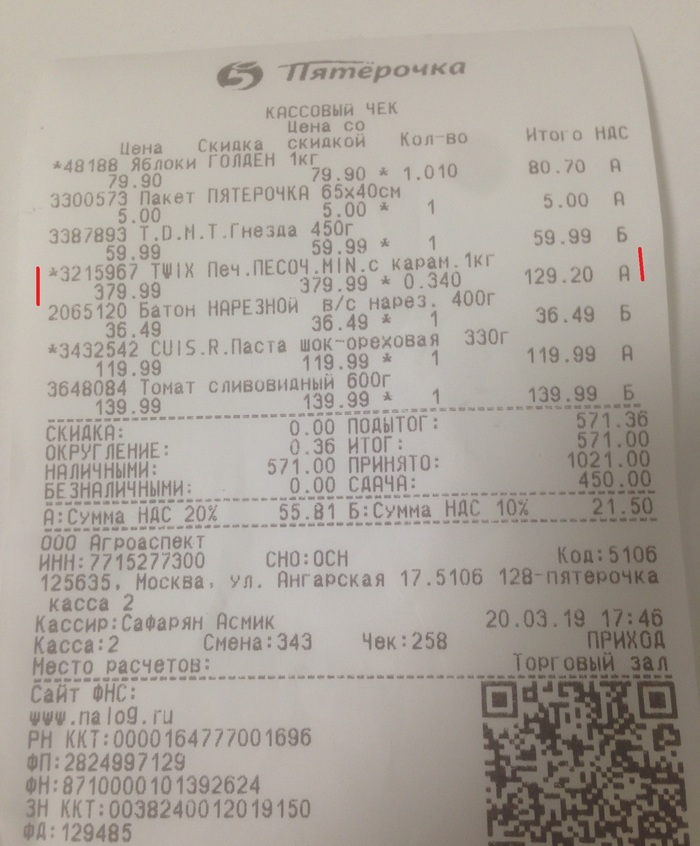 5 Пятёрочка
КАССОВЫЙ ЧЕК
Цена Скидка Цена со скидкой Кол-во Итого НДС
*48188 Яблоки ГОЛДЕН 1кг
79.90 79.90 * 1.010 80.70 А
3300573 Пакет ПЯТЕРОЧКА 65х40см
5.00 5.00 * 1 5.00 А
3387893 T.D.M.T.Гнезда 450г
59.99 59.99 * 1 59.99 Б
*3215967 TWIX Печ.ПЕСОЧ.MIN.с карам.1кг
379.99 379.99 * 0.340 129.20 А
2065120 Батон НАРЕЗНОЙ в/с нарез. 400г
36.49 36.49 * 1 36.49 Б
*3432542 CUIS.R.Паста шок-ореховая 330г
119.99 119.99 * 1 119.99 А
3648084 Томат сливовидный 600г
139.99 139.99 * 1 139.99 Б
СКИДКА: 0.00 ПОДЫТОГ: 571.36
ОКРУГЛЕНИЕ: 0.36 ИТОГ: 571.00
НАЛИЧНЫМИ: 571.00 ПРИНЯТО: 1021.00
БЕЗНАЛИЧНЫМИ: 0.00 СДАЧА: 450.00
А:Сумма НДС 20% 55.81 Б:Сумма НДС 10% 21.50
ООО Агроаспект
ИНН:7715277300 СНО:ОСН Код:5106
125635, Москва, ул. Ангарская 17.5106 128-пятерочка
касса 2
Кассир:Сафарян Асмик 20.03.19 17:46
Касса:2 Смена:343 Чек:258 ПРИХОД
Место расчетов: Торговый зал
Сайт ФНС:
www.nalog.ru
РН ККТ:0000164777001696
ФП:2824997129
ФН:8710000101392624
ЗН ККТ:0038240012019150
ФД:129485